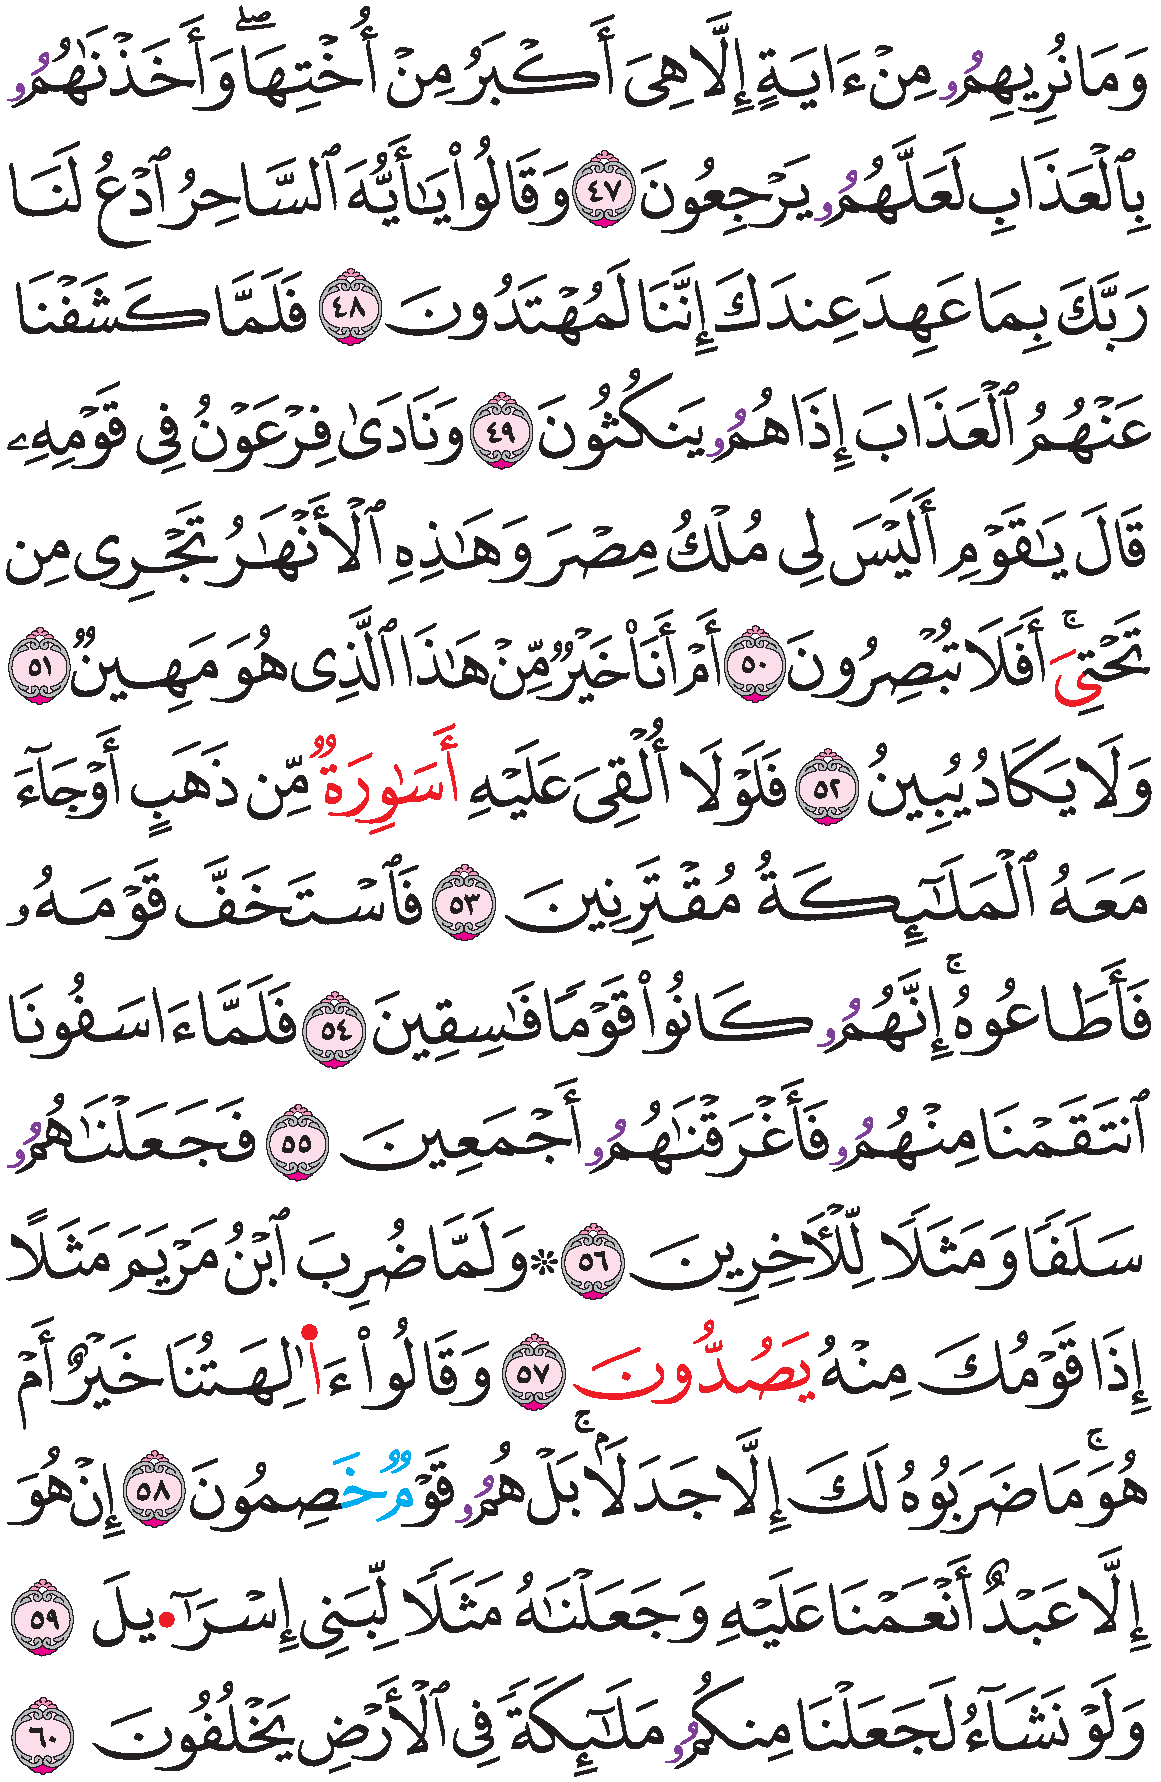 وَمَا نُرِيهِمُۥ مِنْ ءَايَةٍ إِلَّا هِىَ أَكْبَرُ مِنْ أُخْتِهَا ۖ وَأَخَذْنَٰهُمُۥ
بِٱلْعَذَابِ لَعَلَّهُمُۥ يَرْجِعُونَ ٤٧ وَقَالُوا۟ يَٰٓأَيُّهَ ٱلسَّاحِرُ ٱدْعُ لَنَا
رَبَّكَ بِمَا عَهِدَ عِندَكَ إِنَّنَا لَمُهْتَدُونَ ٤٨ فَلَمَّا كَشَفْنَا
عَنْهُمُ ٱلْعَذَابَ إِذَا هُمُۥ يَنكُثُونَ ٤٩ وَنَادَىٰ فِرْعَوْنُ فِى قَوْمِهِۦ
قَالَ يَٰقَوْمِ أَلَيْسَ لِى مُلْكُ مِصْرَ وَهَٰذِهِ ٱلْأَنْهَٰرُ تَجْرِى مِن
تَحْتِىَ ۚ أَفَلَا تُبْصِرُونَ ٥٠ أَمْ أَنَا۠ خَيْرٌ مِّنْ هَٰذَا ٱلَّذِى هُوَ مَهِينٌ ٥١
وَلَا يَكَادُ يُبِينُ ٥٢ فَلَوْلَا أُلْقِىَ عَلَيْهِ أَسَٰوِرَةٌ مِّن ذَهَبٍ أَوْ جَآءَ
مَعَهُ ٱلْمَلَٰٓئِكَةُ مُقْتَرِنِينَ ٥٣ فَٱسْتَخَفَّ قَوْمَهُۥ
فَأَطَاعُوهُ ۚ إِنَّهُمُۥ كَانُوا۟ قَوْمًا فَٰسِقِينَ ٥٤ فَلَمَّا ءَاسَفُونَا
ٱنتَقَمْنَا مِنْهُمُۥ فَأَغْرَقْنَٰهُمُۥ أَجْمَعِينَ ٥٥ فَجَعَلْنَٰهُمُۥ
سَلَفًا وَمَثَلًا لِّلْأَخِرِينَ ٥٦ ۞ وَلَمَّا ضُرِبَ ٱبْنُ مَرْيَمَ مَثَلًا
إِذَا قَوْمُكَ مِنْهُ يَصُدُّونَ ٥٧ وَقَالُوا۟ ءَاٰ۬لِهَتُنَا خَيْرٌ أَمْ
هُوَ ۚ مَا ضَرَبُوهُ لَكَ إِلَّا جَدَلَۢا ۚ بَلْ هُمُۥ قَوْمٌ خَصِمُونَ ٥٨ إِنْ هُوَ
إِلَّا عَبْدٌ أَنْعَمْنَا عَلَيْهِ وَجَعَلْنَٰهُ مَثَلًا لِّبَنِى إِسْرَآ۬ءِيلَ ٥٩
وَلَوْ نَشَآءُ لَجَعَلْنَا مِنكُمُۥ مَلَٰٓئِكَةً فِى ٱلْأَرْضِ يَخْلُفُونَ ٦٠